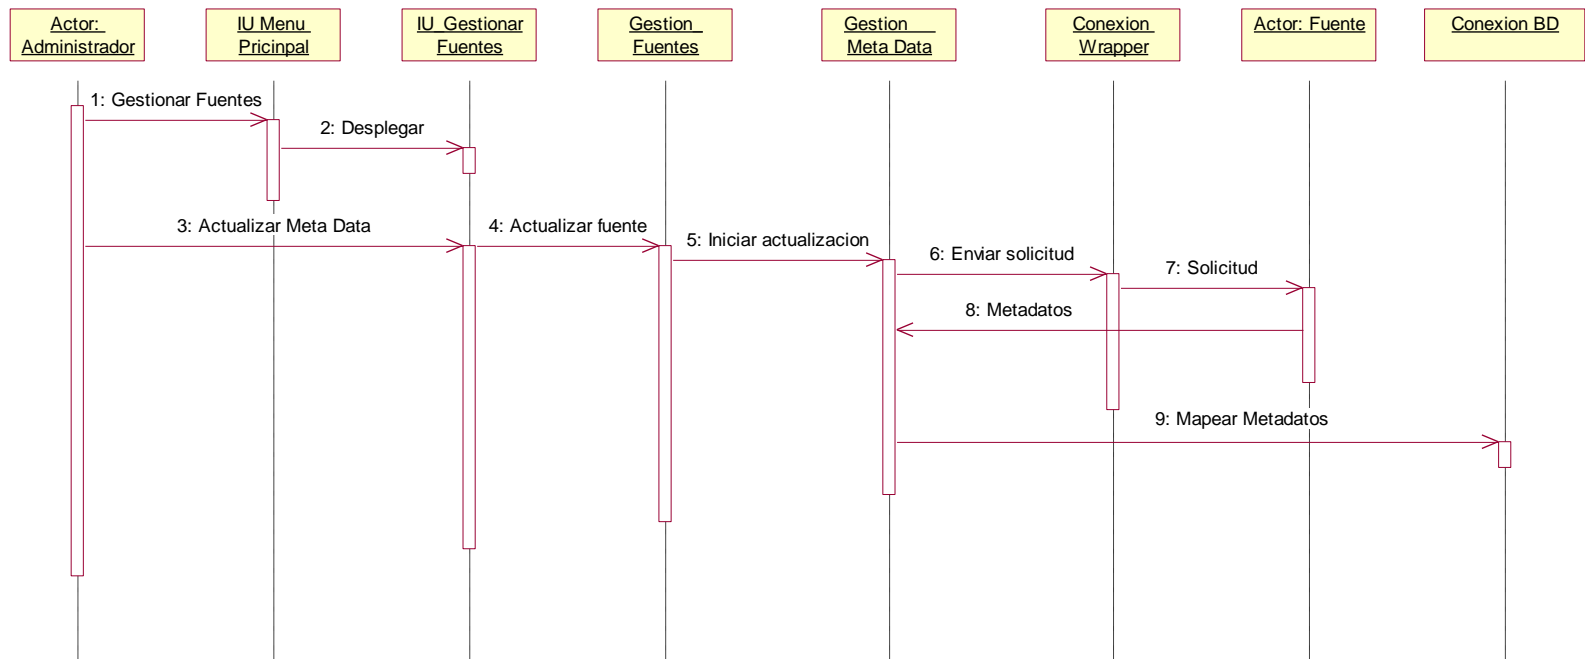 Actor:
Administrador
IU Menu
Pricinpal
IU_Gestionar
Fuentes
Gestion_
Fuentes
Gestion__
Meta Data
Conexion
Wrapper
Actor: Fuente
Conexion BD
1: Gestionar Fuentes
2: Desplegar
3: Actualizar Meta Data
4: Actualizar fuente
5: Iniciar actualizacion
6: Enviar solicitud
7: Solicitud
8: Metadatos
9: Mapear Metadatos